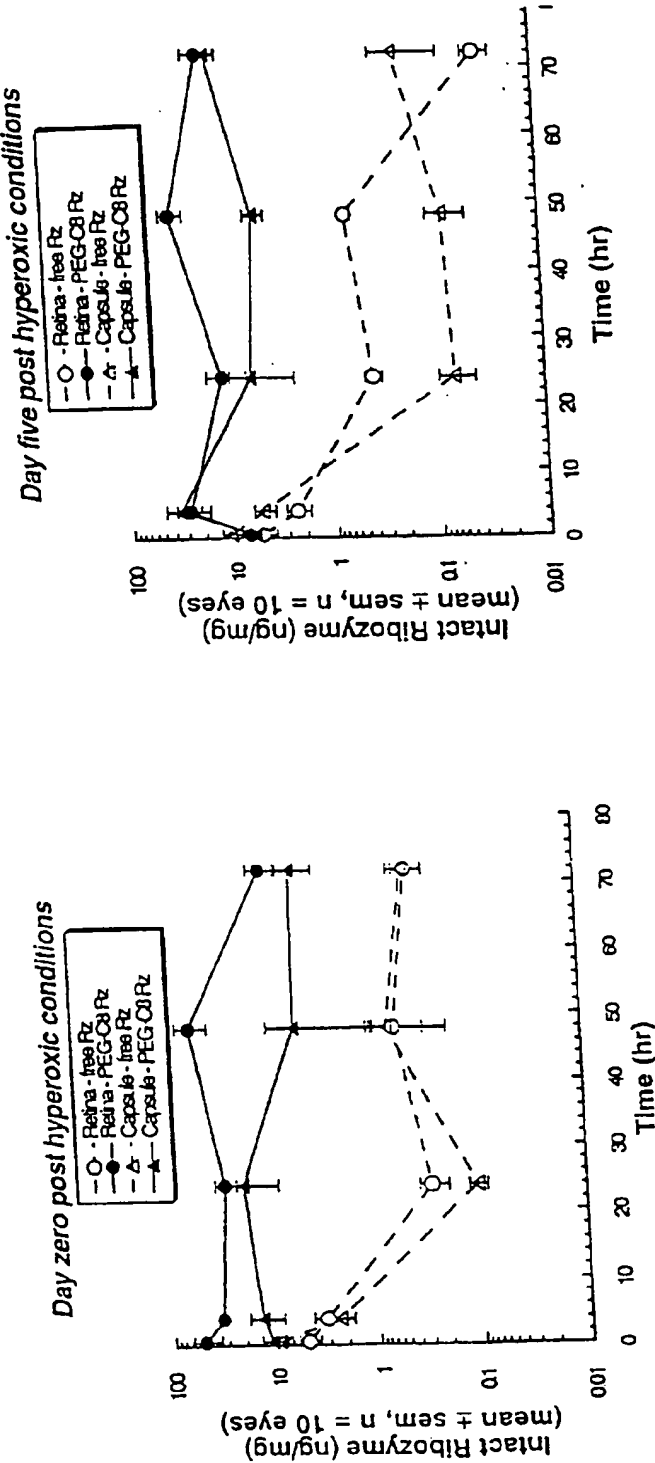 Day zero post hyperoxic conditions
Retina - free Rz
Retina - PEG-C8 Rz
Capsule - free Rz
Capsule - PEG-C8 Rz
Intact Ribozyme (ng/mg)
(mean ± sem, n = 10 eyes)
100
10
1
0.1
0.01
0 10 20 30 40 50 60 70 80
Time (hr)
Day five post hyperoxic conditions
Retina - free Rz
Retina - PEG-C8 Rz
Capsule - free Rz
Capsule - PEG-C8 Rz
Intact Ribozyme (ng/mg)
(mean ± sem, n = 10 eyes)
100
10
1
0.1
0.01
0 10 20 30 40 50 60 70
Time (hr)